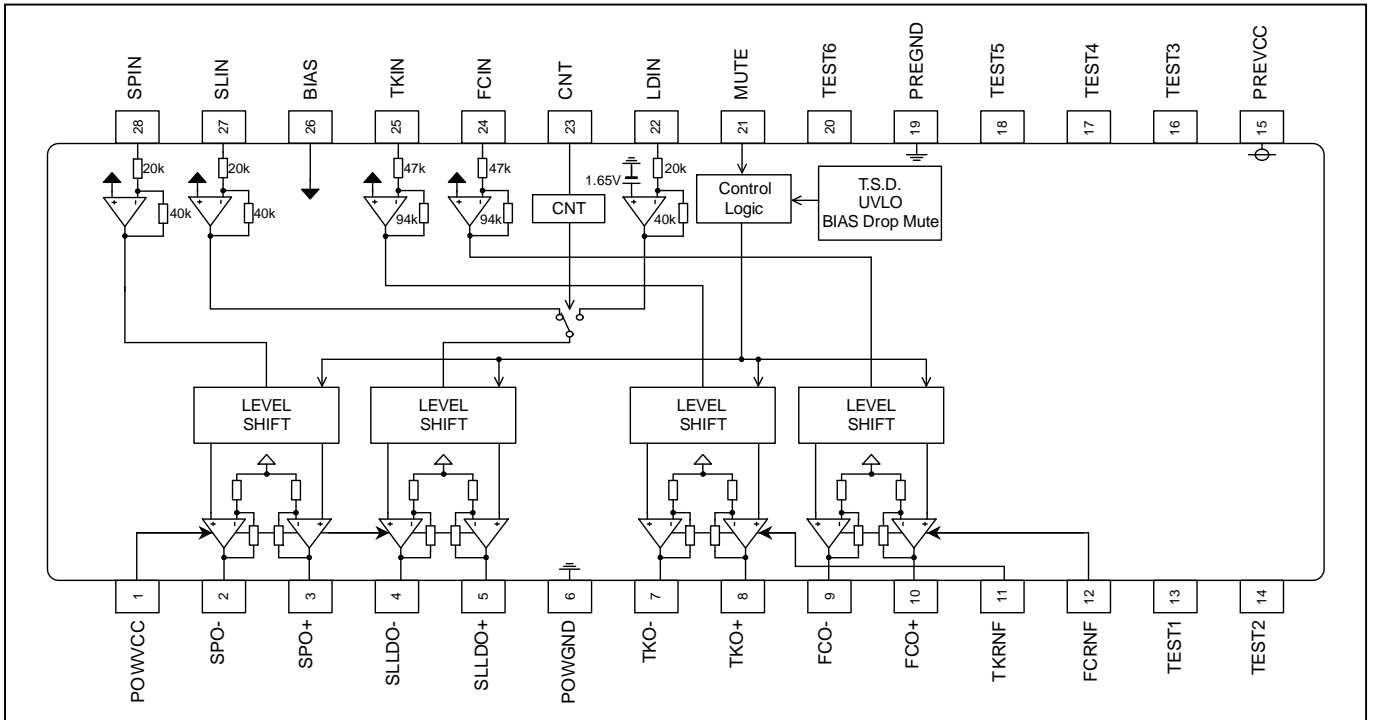 SPIN SLIN BIAS TKIN FCIN CNT LDIN MUTE TEST6 PREGND TEST5 TEST4 TEST3 PREVCC
28 27 26 25 24 23 22 21 20 19 18 17 16 15
20k 20k 47k 47k 20k
1.65V
40k 40k 94k 94k 40k
CNT
Control
Logic
T.S.D.
UVLO
BIAS Drop Mute
LEVEL
SHIFT
LEVEL
SHIFT
LEVEL
SHIFT
LEVEL
SHIFT
1 2 3 4 5 6 7 8 9 10 11 12 13 14
POWVCC SPO- SPO+ SLLDO- SLLDO+ POWGND TKO- TKO+ FCO- FCO+ TKRNF FCRNF TEST1 TEST2